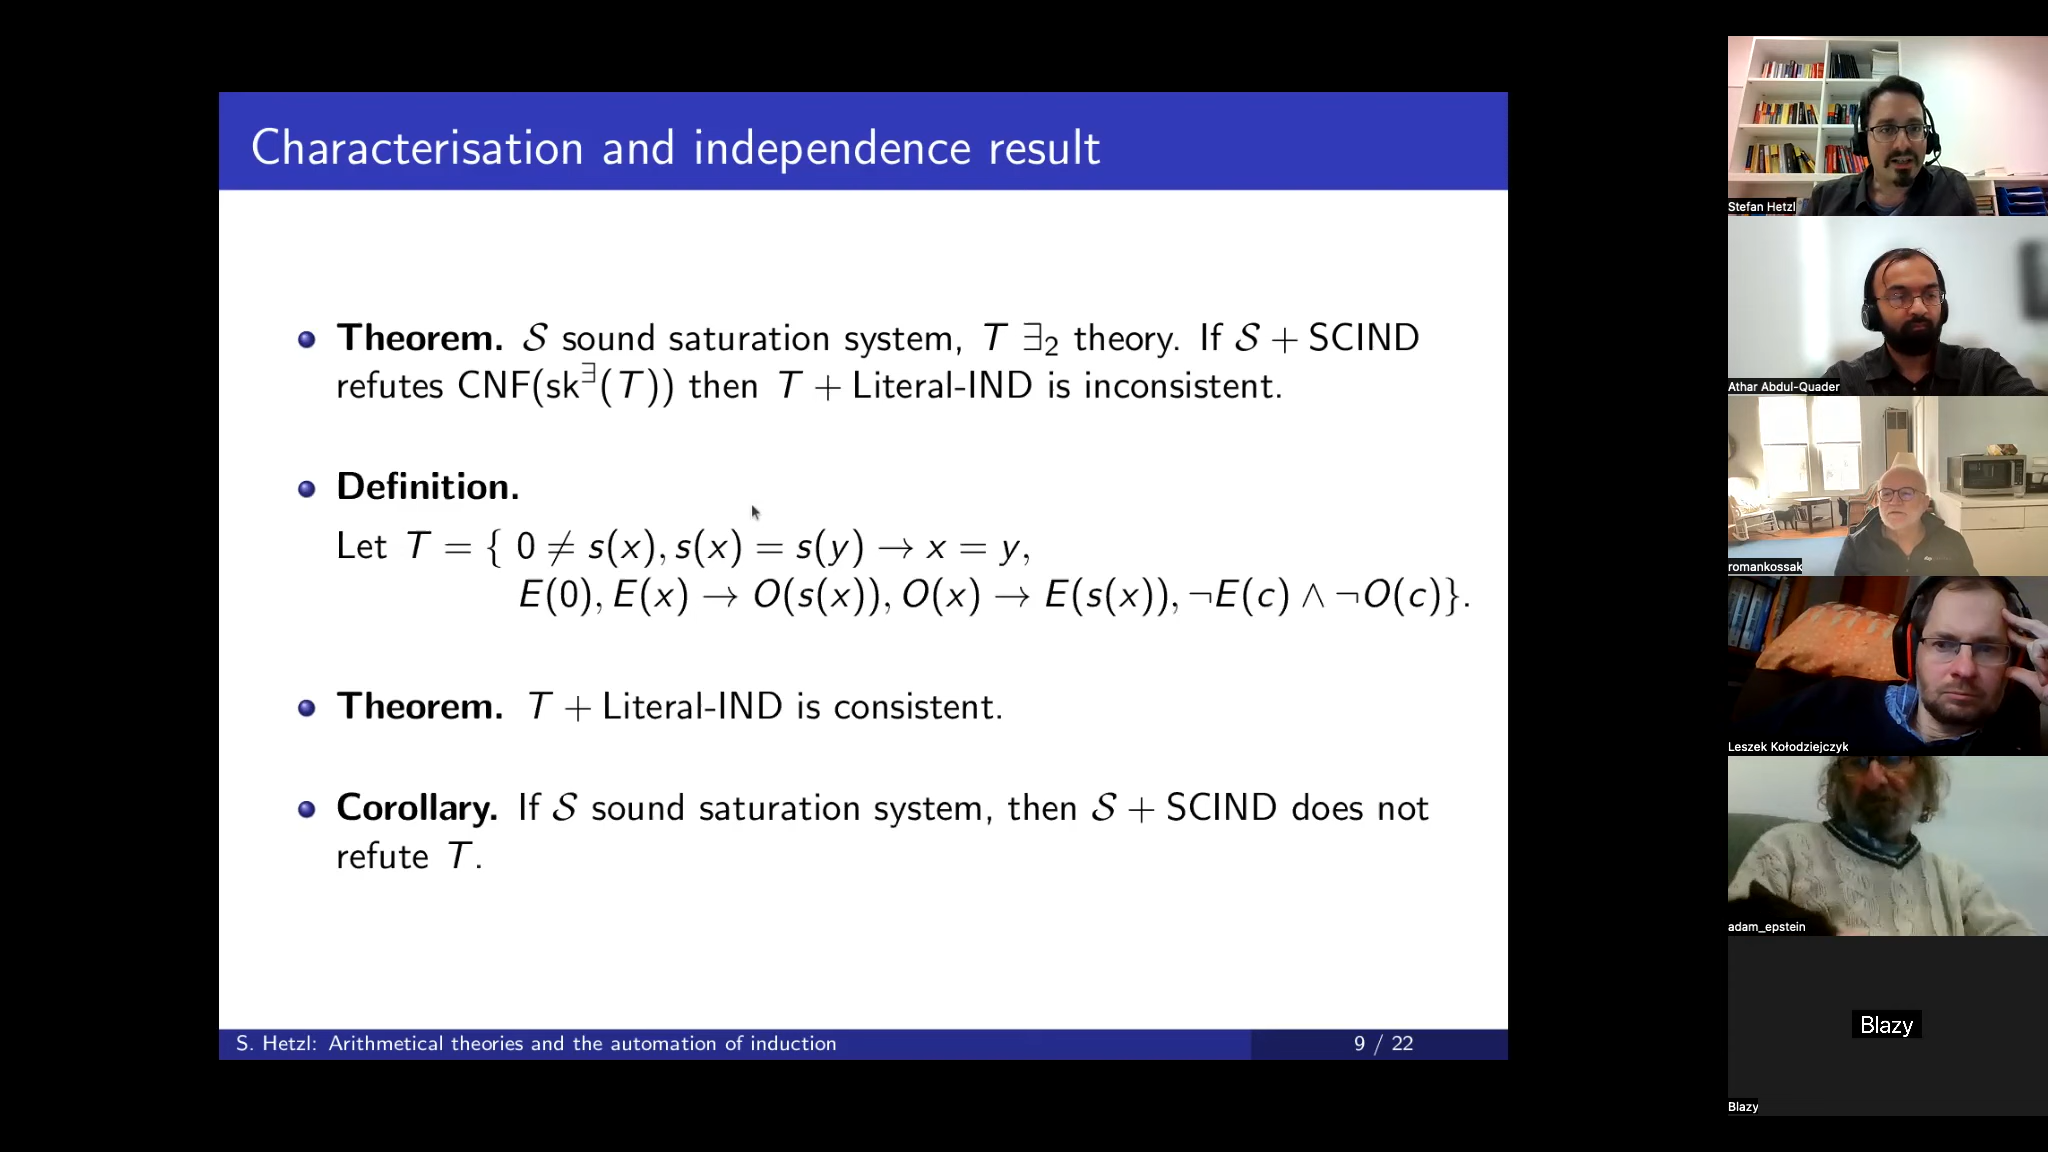 Characterisation and independence result
Theorem. 𝒮 sound saturation system, T ∃₂ theory. If 𝒮 + SCIND
refutes CNF(sk^∃(T)) then T + Literal-IND is inconsistent.
Definition.
Let T = { 0 ≠ s(x), s(x) = s(y) → x = y,
E(0), E(x) → O(s(x)), O(x) → E(s(x)), ¬E(c) ∧ ¬O(c)}.
Theorem. T + Literal-IND is consistent.
Corollary. If 𝒮 sound saturation system, then 𝒮 + SCIND does not
refute T.
S. Hetzl: Arithmetical theories and the automation of induction
9 / 22
Stefan Hetzl
Athar Abdul-Quader
romankossak
Leszek Kołodziejczyk
adam_epstein
Blazy
Blazy